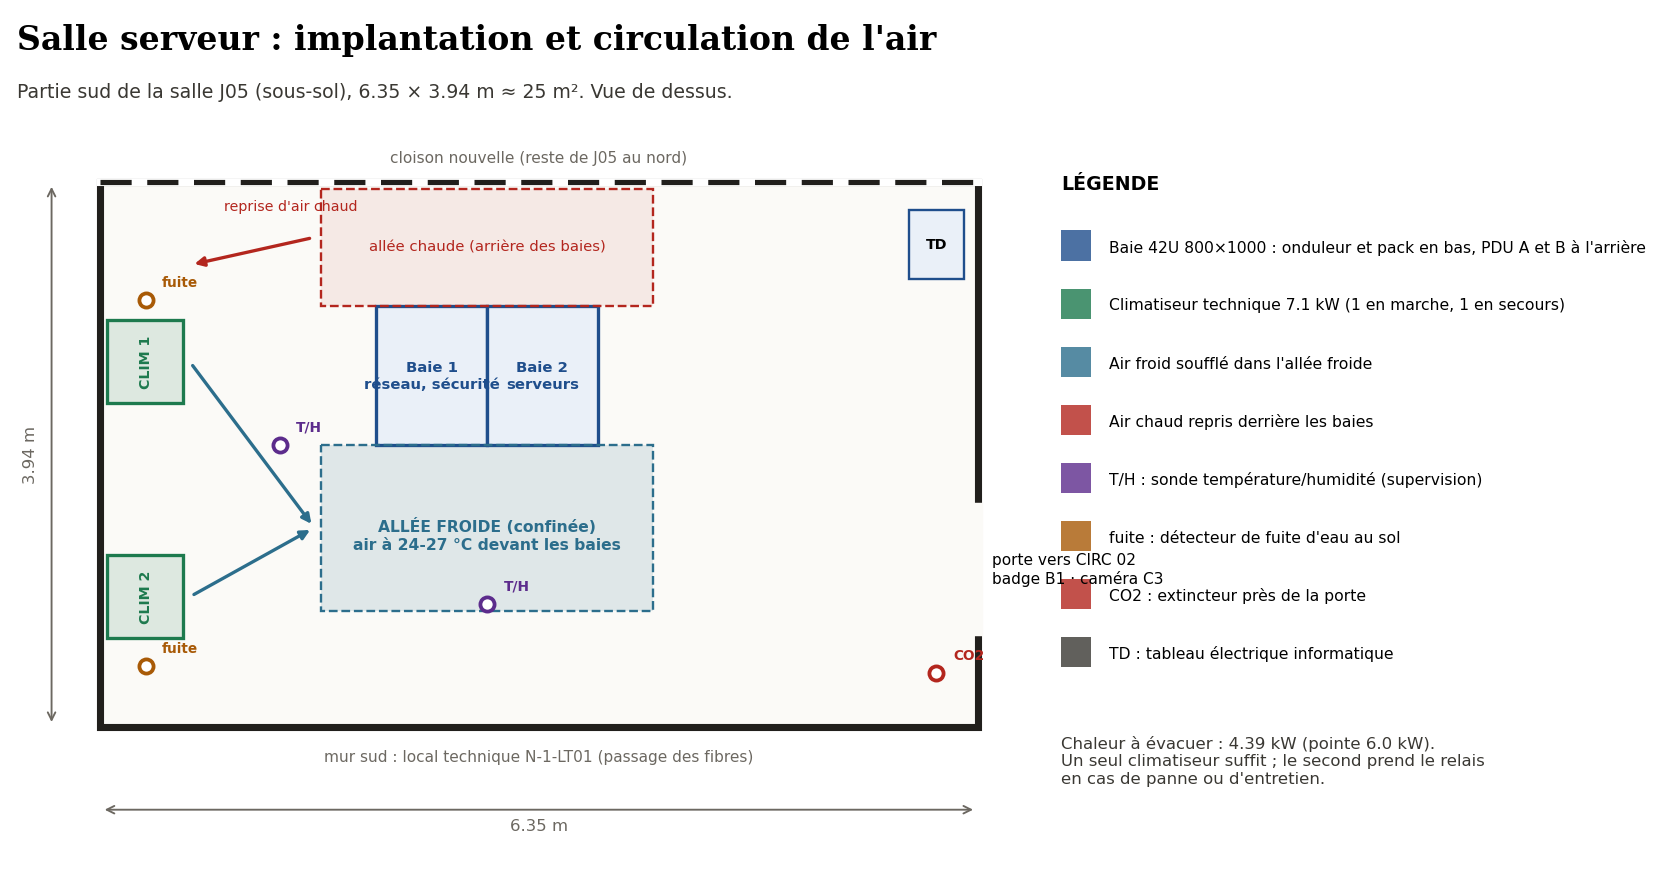 Salle serveur : implantation et circulation de l'air
Partie sud de la salle J05 (sous-sol), 6.35 × 3.94 m ≈ 25 m². Vue de dessus.
cloison nouvelle (reste de J05 au nord)
reprise d'air chaud
allée chaude (arrière des baies)
TD
fuite
CLIM 1
Baie 1
réseau, sécurité
Baie 2
serveurs
T/H
3.94 m
ALLÉE FROIDE (confinée)
air à 24-27 °C devant les baies
T/H
CLIM 2
fuite
porte vers CIRC 02
badge B1 · caméra C3
CO2
mur sud : local technique N-1-LT01 (passage des fibres)
6.35 m
LÉGENDE
Baie 42U 800×1000 : onduleur et pack en bas, PDU A et B à l'arrière
Climatiseur technique 7.1 kW (1 en marche, 1 en secours)
Air froid soufflé dans l'allée froide
Air chaud repris derrière les baies
T/H : sonde température/humidité (supervision)
fuite : détecteur de fuite d'eau au sol
CO2 : extincteur près de la porte
TD : tableau électrique informatique
Chaleur à évacuer : 4.39 kW (pointe 6.0 kW).
Un seul climatiseur suffit ; le second prend le relais
en cas de panne ou d'entretien.